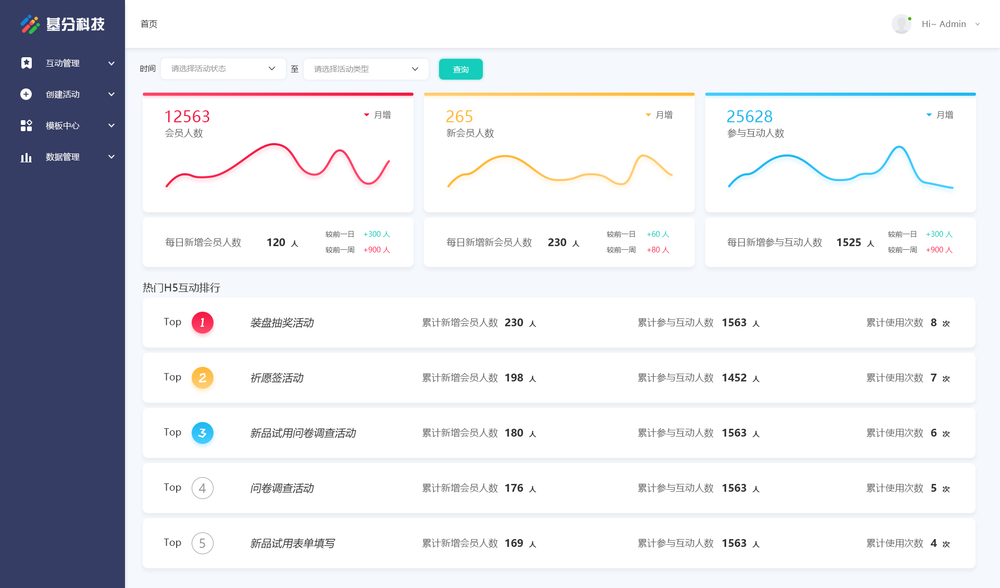 基分科技
互动管理
创建活动
模板中心
数据管理
首页
Hi~ Admin
时间 请选择活动状态 至 请选择活动类型 查询
12563 月增
会员人数
265 月增
新会员人数
25628 月增
参与互动人数
每日新增会员人数 120 人
较前一日 +300 人
较前一周 +900 人
每日新增新会员人数 230 人
较前一日 +60 人
较前一周 +80 人
每日新增参与互动人数 1525 人
较前一日 +300 人
较前一周 +900 人
热门H5互动排行
Top 1 装盘抽奖活动 累计新增会员人数 230 人 累计参与互动人数 1563 人 累计使用次数 8 次
Top 2 祈愿签活动 累计新增会员人数 198 人 累计参与互动人数 1452 人 累计使用次数 7 次
Top 3 新品试用问卷调查活动 累计新增会员人数 180 人 累计参与互动人数 1563 人 累计使用次数 6 次
Top 4 问卷调查活动 累计新增会员人数 176 人 累计参与互动人数 1563 人 累计使用次数 5 次
Top 5 新品试用表单填写 累计新增会员人数 169 人 累计参与互动人数 1563 人 累计使用次数 4 次